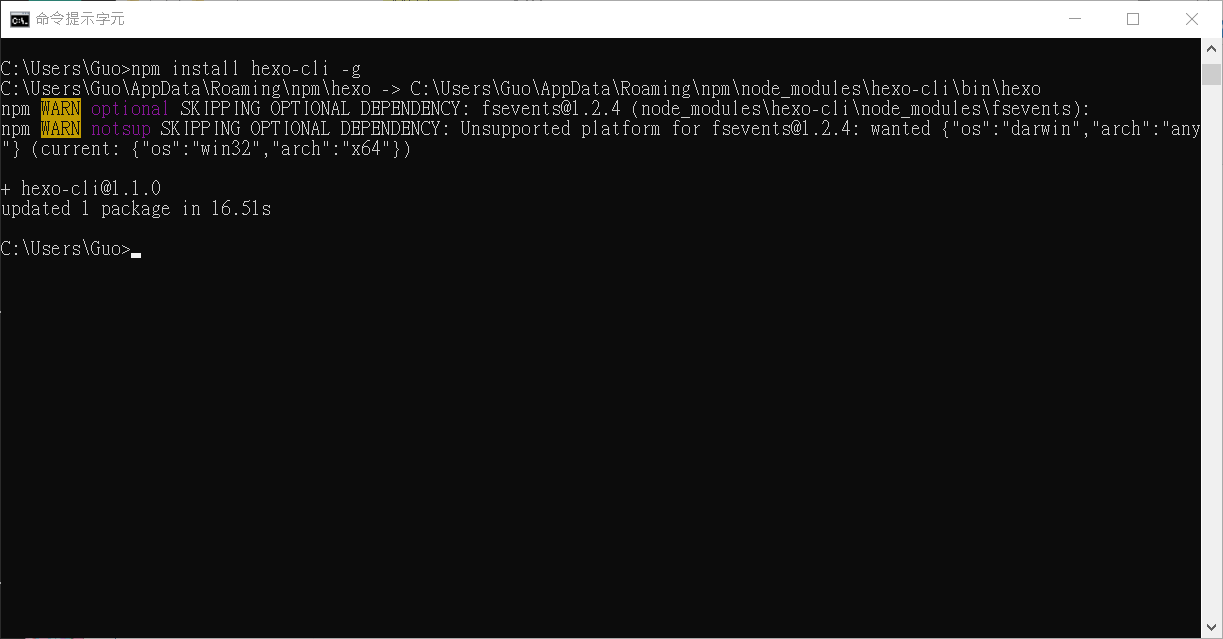 命令提示字元
C:\Users\Guo>npm install hexo-cli -g
C:\Users\Guo\AppData\Roaming\npm\hexo -> C:\Users\Guo\AppData\Roaming\npm\node_modules\hexo-cli\bin\hexo
npm WARN optional SKIPPING OPTIONAL DEPENDENCY: fsevents@1.2.4 (node_modules\hexo-cli\node_modules\fsevents):
npm WARN notsup SKIPPING OPTIONAL DEPENDENCY: Unsupported platform for fsevents@1.2.4: wanted {"os":"darwin","arch":"any
"} (current: {"os":"win32","arch":"x64"})
+ hexo-cli@1.1.0
updated 1 package in 16.51s
C:\Users\Guo>